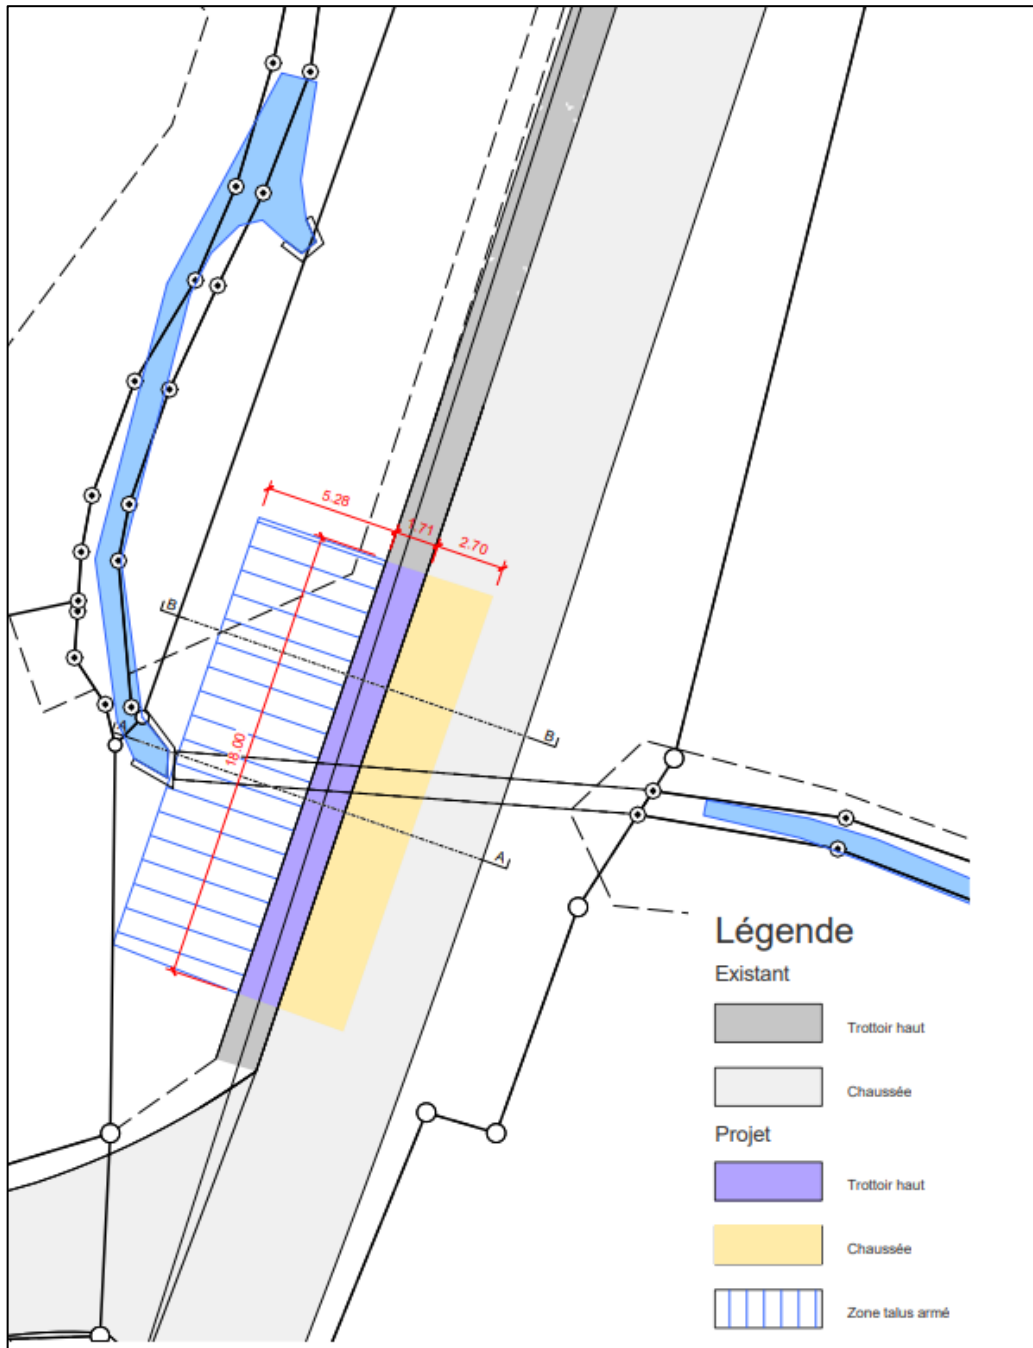 5.28
1.71
2.70
B
B
18.00
A
A
Légende
Existant
Trottoir haut
Chaussée
Projet
Trottoir haut
Chaussée
Zone talus armé